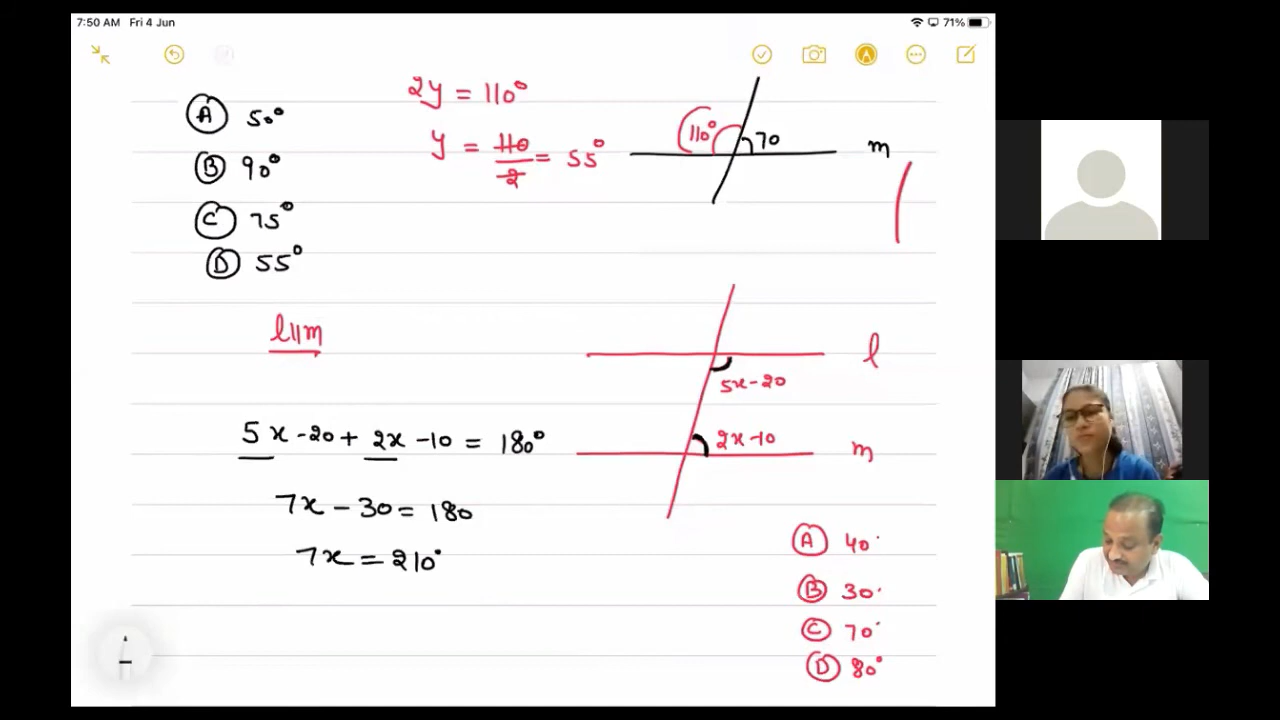 7:50 AM Fri 4 Jun
71%
2y = 110°
A 50°
y = 110/2 = 55°
110°
70
m
B 90°
C 75°
D 55°
l||m
l
5x-20
5x-20+2x-10 = 180°
2x-10
m
7x-30=180
7x=210°
A 40°
B 30°
C 70°
D 80°